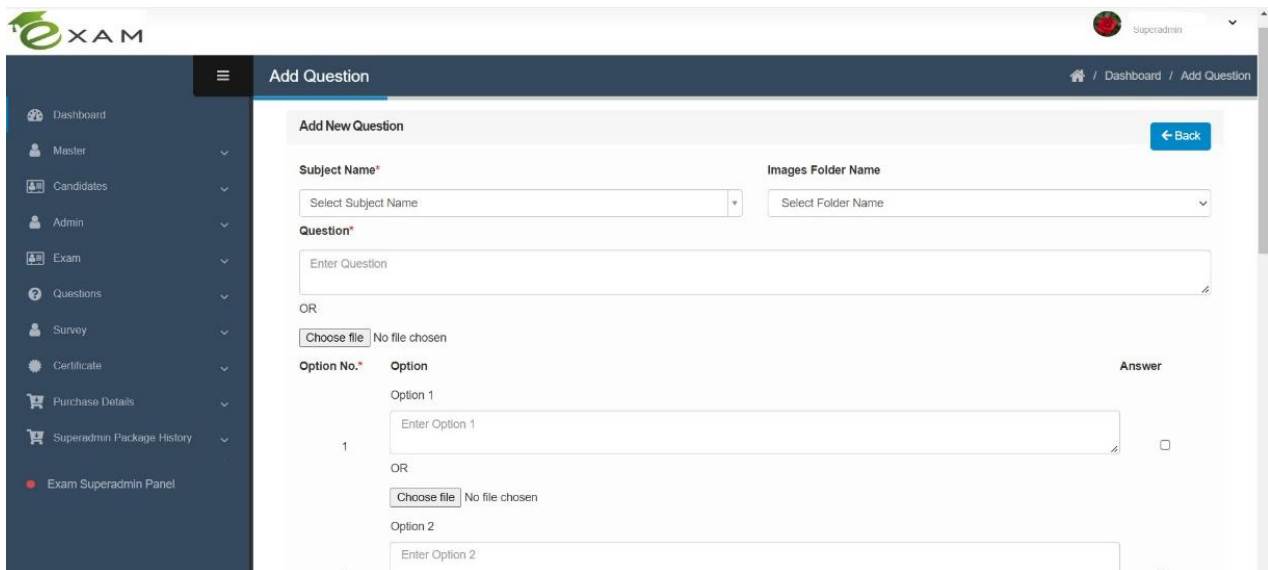 eXAM
Superadmin
Add Question
/ Dashboard / Add Question
Dashboard
Master
Candidates
Admin
Exam
Questions
Survey
Certificate
Purchase Details
Superadmin Package History
Exam Superadmin Panel
Add New Question
Back
Subject Name*
Images Folder Name
Select Subject Name
Select Folder Name
Question*
Enter Question
OR
Choose file No file chosen
Option No.* Option Answer
Option 1
Enter Option 1
1
OR
Choose file No file chosen
Option 2
Enter Option 2